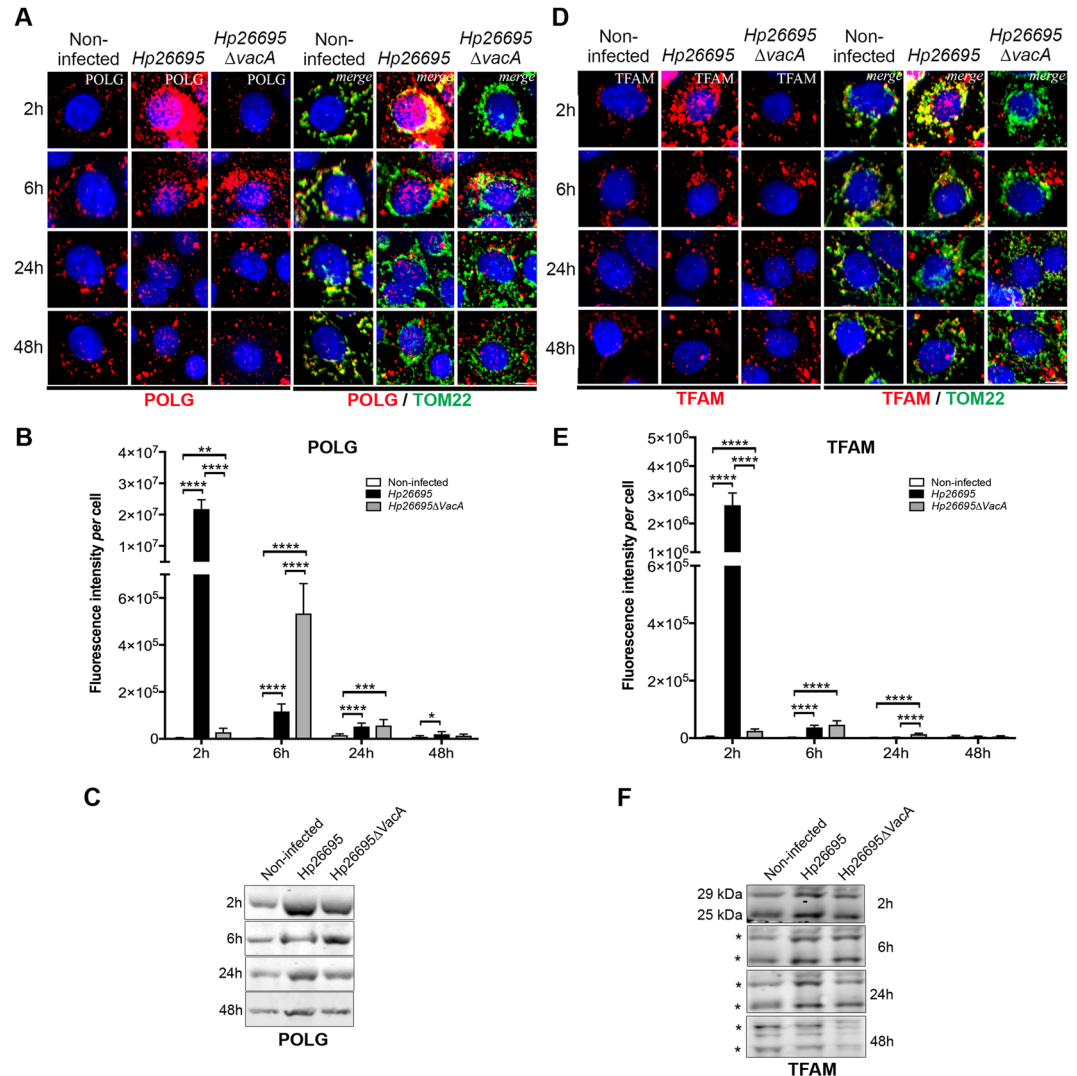 A
Non-infected
Hp26695
Hp26695 ΔvacA
Non-infected
Hp26695
Hp26695 ΔvacA
POLG
POLG
POLG
merge
merge
merge
2h
6h
24h
48h
POLG
POLG / TOM22
D
Non-infected
Hp26695
Hp26695 ΔvacA
Non-infected
Hp26695
Hp26695 ΔvacA
TFAM
TFAM
TFAM
merge
merge
merge
2h
6h
24h
48h
TFAM
TFAM / TOM22
B
POLG
Fluorescence intensity per cell
4×10⁷
3×10⁷
2×10⁷
1×10⁷
6×10⁵
4×10⁵
2×10⁵
0
**
****
****
****
****
****
***
****
*
Non-infected
Hp26695
Hp26695ΔVacA
2h
6h
24h
48h
E
TFAM
Fluorescence intensity per cell
5×10⁶
4×10⁶
3×10⁶
2×10⁶
1×10⁶
6×10⁵
2×10⁵
0
****
****
****
****
****
****
****
Non-infected
Hp26695
Hp26695ΔVacA
2h
6h
24h
48h
C
Non-infected
Hp26695
Hp26695ΔVacA
2h
6h
24h
48h
POLG
F
Non-infected
Hp26695
Hp26695ΔVacA
29 kDa
25 kDa
2h
*
*
6h
*
*
24h
*
*
48h
TFAM